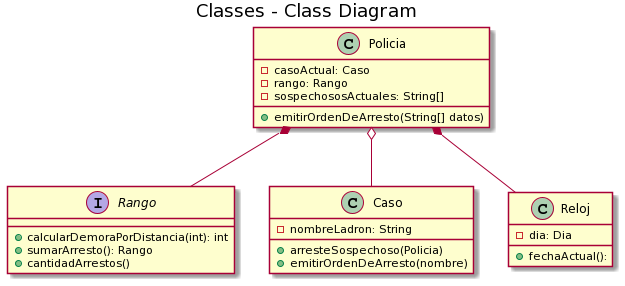 Classes - Class Diagram
C Policia
casoActual: Caso
rango: Rango
sospechososActuales: String[]
emitirOrdenDeArresto(String[] datos)
I Rango
calcularDemoraPorDistancia(int): int
sumarArresto(): Rango
cantidadArrestos()
C Caso
nombreLadron: String
arresteSospechoso(Policia)
emitirOrdenDeArresto(nombre)
C Reloj
dia: Dia
fechaActual():